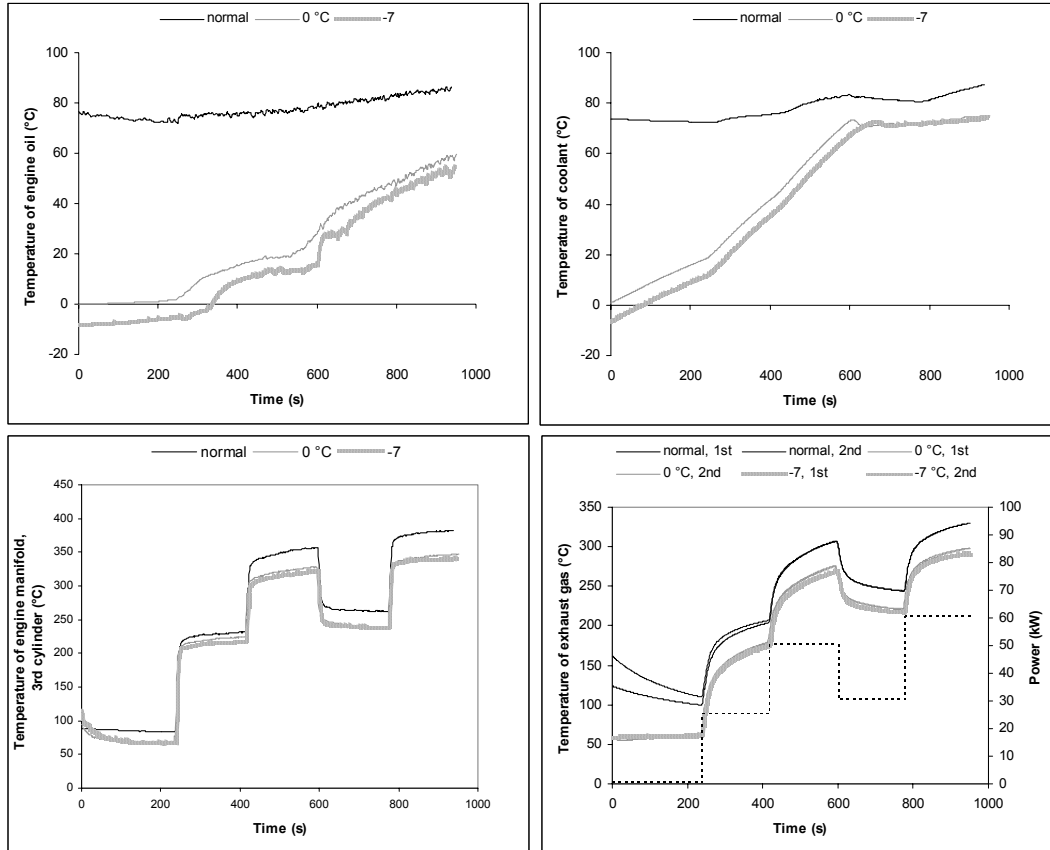 normal 0 °C -7
Temperature of engine oil (°C)
100
80
60
40
20
0
-20
0 200 400 600 800 1000
Time (s)
normal 0 °C -7
Temperature of coolant (°C)
100
80
60
40
20
0
-20
0 200 400 600 800 1000
Time (s)
normal 0 °C -7
Temperature of engine manifold,
3rd cylinder (°C)
450
400
350
300
250
200
150
100
50
0
0 200 400 600 800 1000
Time (s)
normal, 1st normal, 2nd 0 °C, 1st
0 °C, 2nd -7, 1st -7 °C, 2nd
Temperature of exhaust gas (°C)
350
300
250
200
150
100
50
0
100
90
80
70
60
50
40
30
20
10
0
Power (kW)
0 200 400 600 800 1000
Time (s)